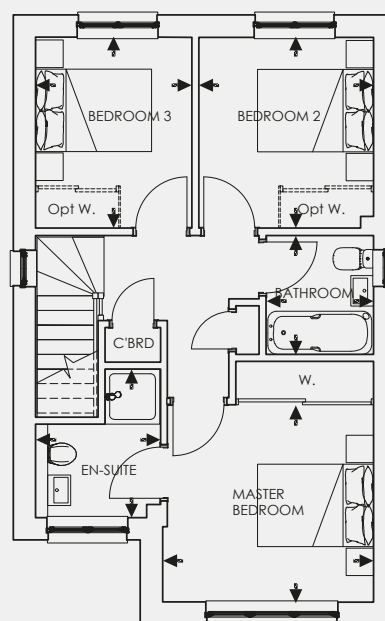 BEDROOM 3
BEDROOM 2
Opt W.
Opt W.
BATHROOM
C'BRD
W.
EN-SUITE
MASTER
BEDROOM